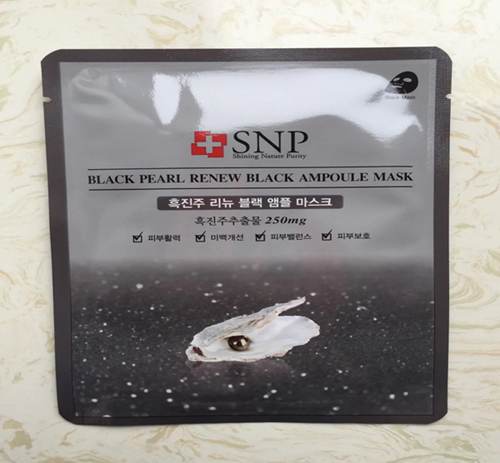 SNP
Shining Nature Purity
BLACK PEARL RENEW BLACK AMPOULE MASK
흑진주 리뉴 블랙 앰플 마스크
흑진주추출물 250mg
피부활력 미백개선 피부밸런스 피부보호